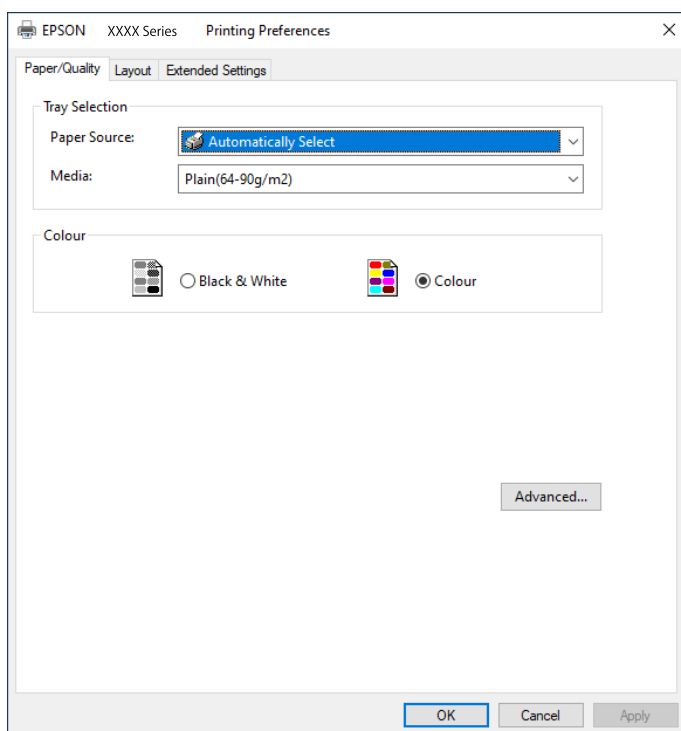 EPSON XXXX Series Printing Preferences
Paper/Quality Layout Extended Settings
Tray Selection
Paper Source: Automatically Select
Media: Plain(64-90g/m2)
Colour
Black & White Colour
Advanced...
OK Cancel Apply